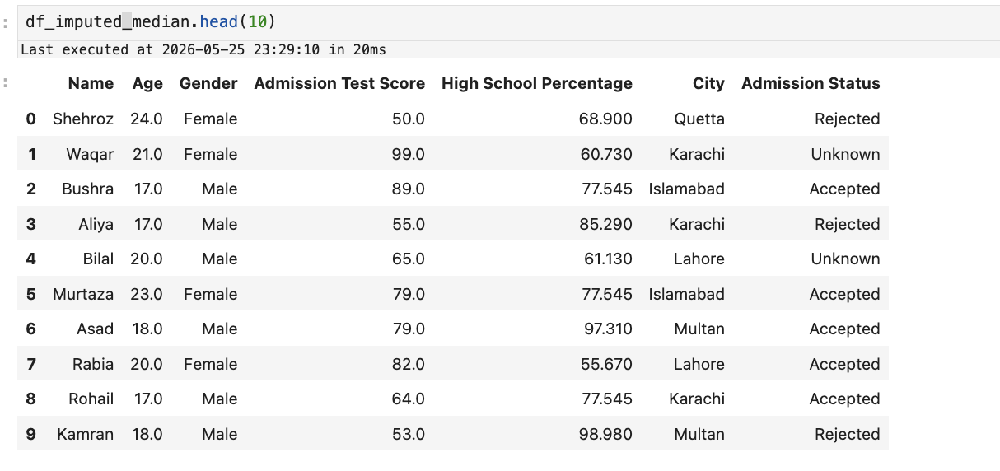 df_imputed_median.head(10)
Last executed at 2026-05-25 23:29:10 in 20ms
Name Age Gender Admission Test Score High School Percentage City Admission Status
0 Shehroz 24.0 Female 50.0 68.900 Quetta Rejected
1 Waqar 21.0 Female 99.0 60.730 Karachi Unknown
2 Bushra 17.0 Male 89.0 77.545 Islamabad Accepted
3 Aliya 17.0 Male 55.0 85.290 Karachi Rejected
4 Bilal 20.0 Male 65.0 61.130 Lahore Unknown
5 Murtaza 23.0 Female 79.0 77.545 Islamabad Accepted
6 Asad 18.0 Male 79.0 97.310 Multan Accepted
7 Rabia 20.0 Female 82.0 55.670 Lahore Accepted
8 Rohail 17.0 Male 64.0 77.545 Karachi Accepted
9 Kamran 18.0 Male 53.0 98.980 Multan Rejected